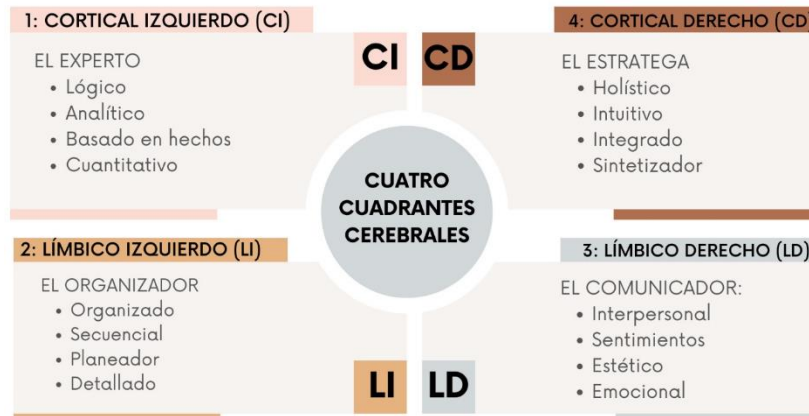 1: CORTICAL IZQUIERDO (CI)
EL EXPERTO
• Lógico
• Analítico
• Basado en hechos
• Cuantitativo
CI
CD
4: CORTICAL DERECHO (CD)
EL ESTRATEGA
• Holístico
• Intuitivo
• Integrado
• Sintetizador
CUATRO
CUADRANTES
CEREBRALES
2: LÍMBICO IZQUIERDO (LI)
EL ORGANIZADOR
• Organizado
• Secuencial
• Planeador
• Detallado
LI
LD
3: LÍMBICO DERECHO (LD)
EL COMUNICADOR:
• Interpersonal
• Sentimientos
• Estético
• Emocional